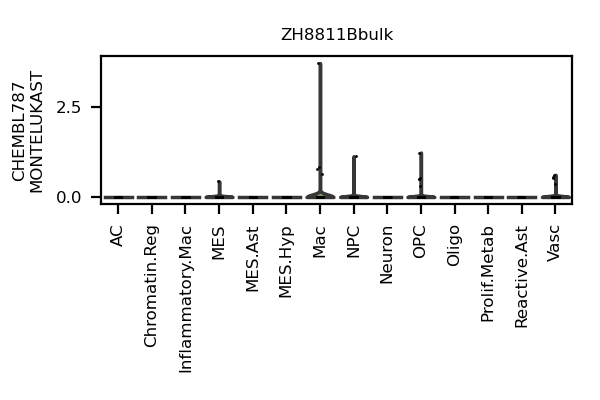 ZH8811Bbulk
CHEMBL787
MONTELUKAST
2.5
0.0
AC
Chromatin.Reg
Inflammatory.Mac
MES
MES.Ast
MES.Hyp
Mac
NPC
Neuron
OPC
Oligo
Prolif.Metab
Reactive.Ast
Vasc